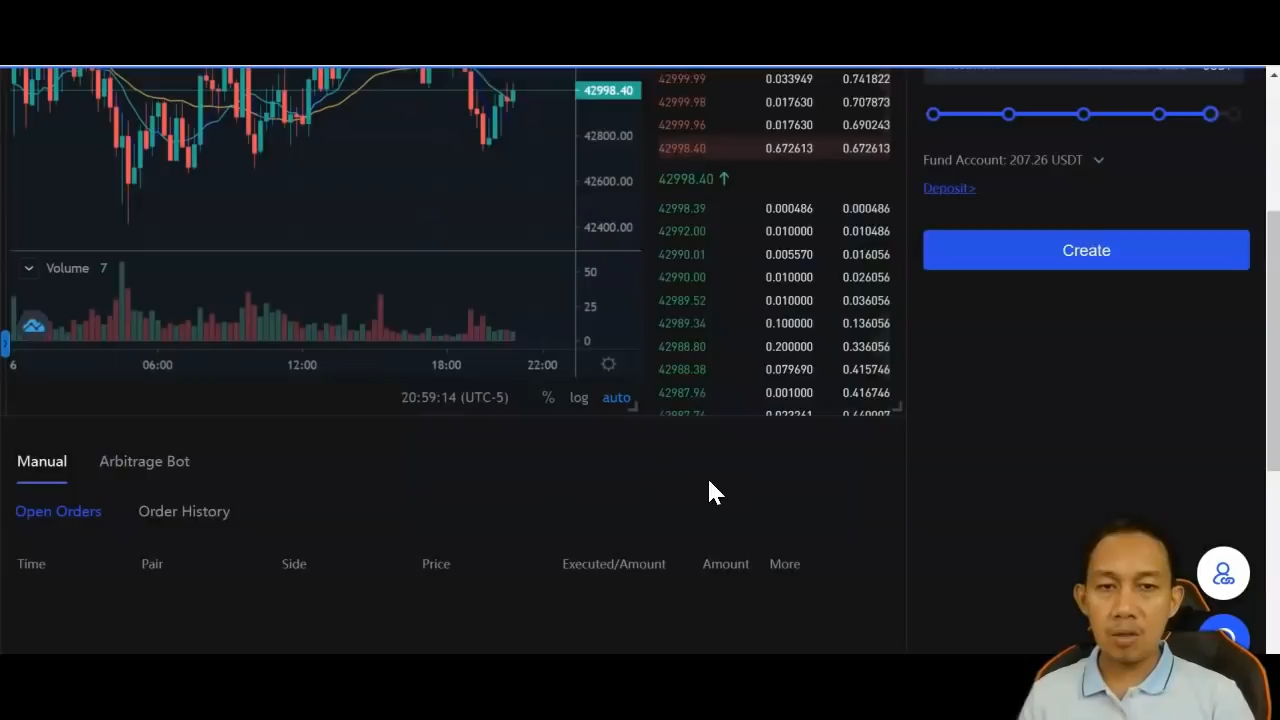 42998.40
42800.00
42600.00
42400.00
Volume 7
50
25
0
6 06:00 12:00 18:00 22:00
20:59:14 (UTC-5) % log auto
42999.99 0.033949 0.741822
42999.98 0.017630 0.707873
42999.96 0.017630 0.690243
42998.40 0.672613 0.672613
42998.40 ↑
42998.39 0.000486 0.000486
42992.00 0.010000 0.010486
42990.01 0.005570 0.016056
42990.00 0.010000 0.026056
42989.52 0.010000 0.036056
42989.34 0.100000 0.136056
42988.80 0.200000 0.336056
42988.38 0.079690 0.415746
42987.96 0.001000 0.416746
Fund Account: 207.26 USDT
Deposit>
Create
Manual Arbitrage Bot
Open Orders Order History
Time Pair Side Price Executed/Amount Amount More